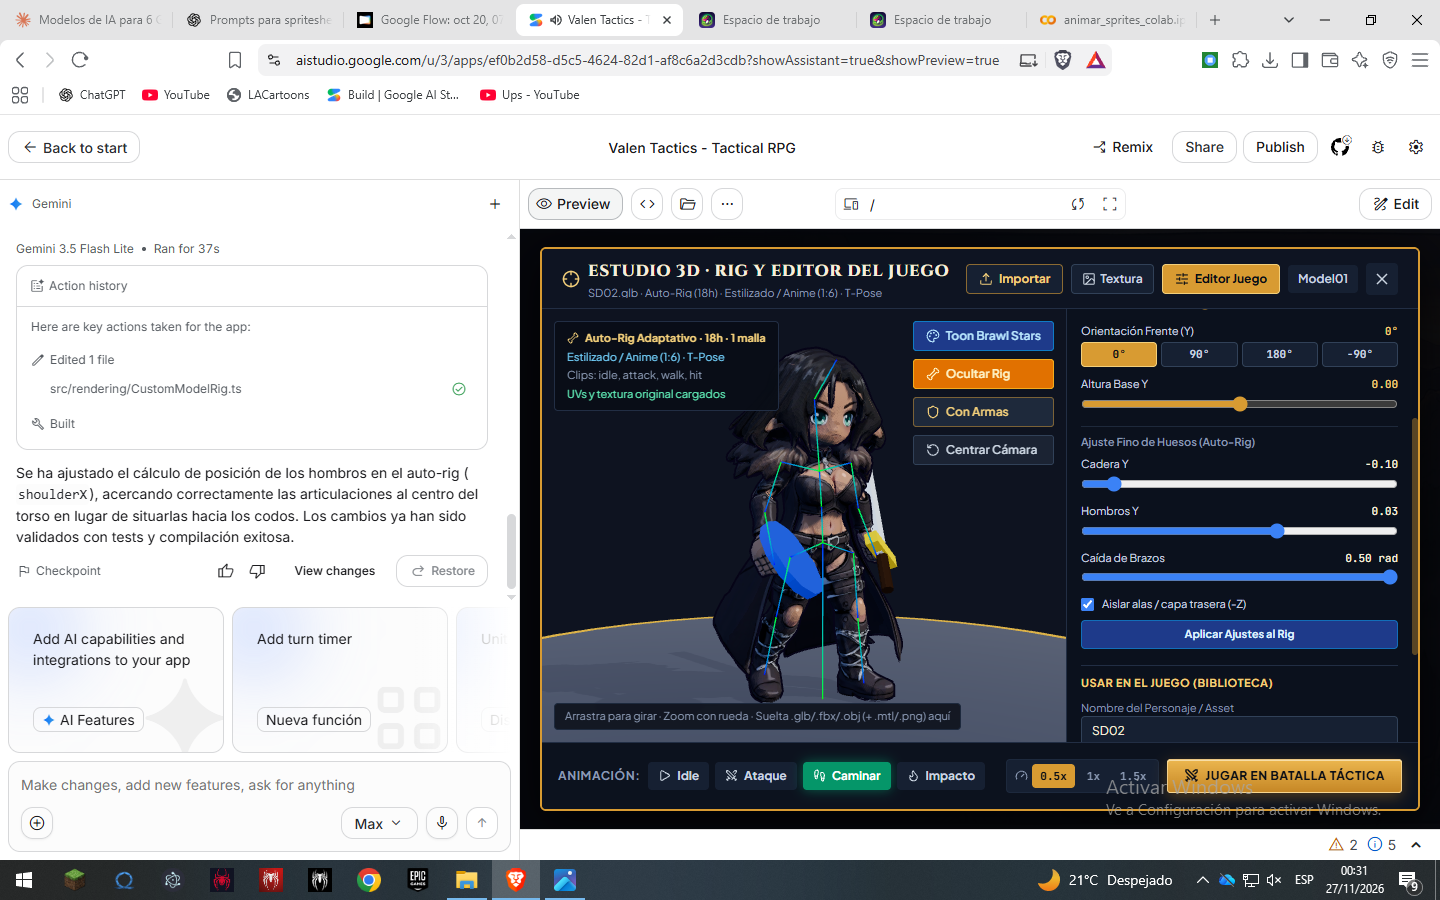 Modelos de IA para 6 G
Prompts para spriteshe
Google Flow: oct 20, 07
Valen Tactics - T
Espacio de trabajo
Espacio de trabajo
animar_sprites_colab.ip
aistudio.google.com/u/3/apps/ef0b2d58-d5c5-4624-82d1-af8c6a2d3cdb?showAssistant=true&showPreview=true
ChatGPT
YouTube
LACartoons
Build | Google AI St...
Ups - YouTube
Back to start
Valen Tactics - Tactical RPG
Remix
Share
Publish
Gemini
Preview
/
Edit
Gemini 3.5 Flash Lite • Ran for 37s
Action history
Here are key actions taken for the app:
Edited 1 file
src/rendering/CustomModelRig.ts
Built
Se ha ajustado el cálculo de posición de los hombros en el auto-rig (
shoulderX), acercando correctamente las articulaciones al centro del
torso en lugar de situarlas hacia los codos. Los cambios ya han sido
validados con tests y compilación exitosa.
Checkpoint
View changes
Restore
Add AI capabilities and
integrations to your app
AI Features
Add turn timer
Nueva función
Unit
Di
Make changes, add new features, ask for anything
Max
ESTUDIO 3D · RIG Y EDITOR DEL JUEGO
SD02.glb · Auto-Rig (18h) · Estilizado / Anime (1:6) · T-Pose
Importar
Textura
Editor Juego
Model01
Auto-Rig Adaptativo · 18h · 1 malla
Estilizado / Anime (1:6) · T-Pose
Clips: idle, attack, walk, hit
UVs y textura original cargados
Toon Brawl Stars
Ocultar Rig
Con Armas
Centrar Cámara
Arrastra para girar · Zoom con rueda · Suelta .glb/.fbx/.obj (+ .mtl/.png) aquí
Orientación Frente (Y)
0°
0°
90°
180°
-90°
Altura Base Y
0.00
Ajuste Fino de Huesos (Auto-Rig)
Cadera Y
-0.10
Hombros Y
0.03
Caída de Brazos
0.50 rad
Aislar alas / capa trasera (-Z)
Aplicar Ajustes al Rig
USAR EN EL JUEGO (BIBLIOTECA)
Nombre del Personaje / Asset
SD02
ANIMACIÓN:
Idle
Ataque
Caminar
Impacto
0.5x
1x
1.5x
JUGAR EN BATALLA TÁCTICA
Activar Windows
Ve a Configuración para activar Windows.
2
5
EPIC
GAMES
21°C Despejado
ESP
00:31
27/11/2026
9